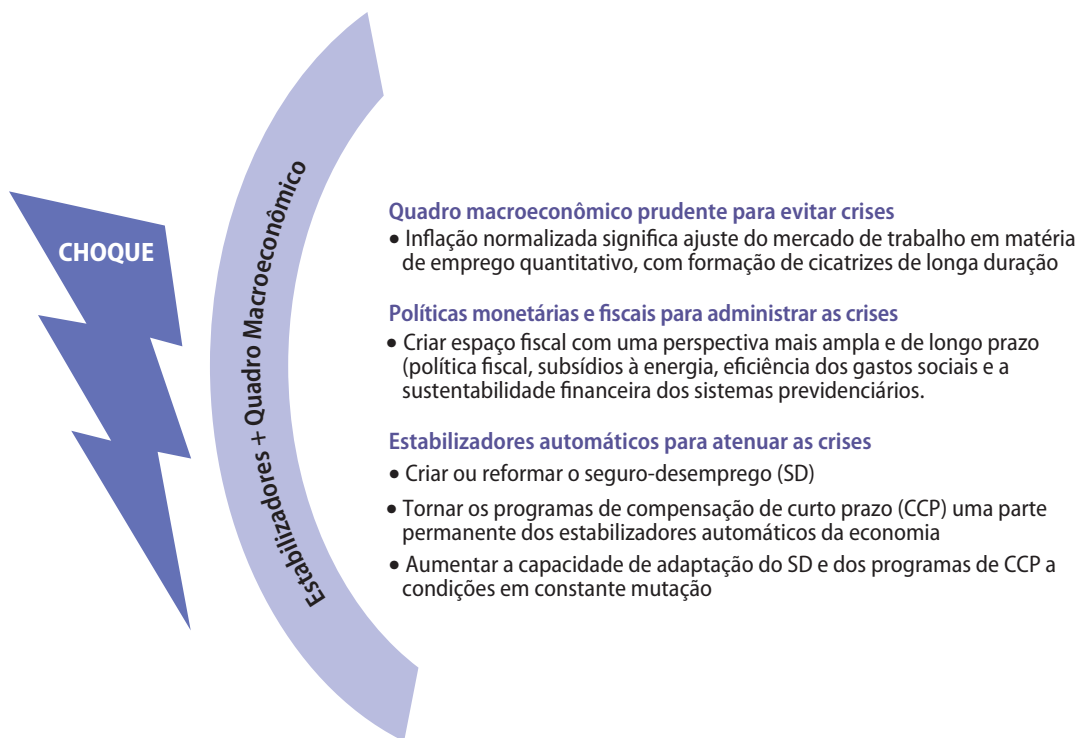 CHOQUE
Estabilizadores + Quadro Macroeconômico
Quadro macroeconômico prudente para evitar crises
• Inflação normalizada significa ajuste do mercado de trabalho em matéria
de emprego quantitativo, com formação de cicatrizes de longa duração
Políticas monetárias e fiscais para administrar as crises
• Criar espaço fiscal com uma perspectiva mais ampla e de longo prazo
(política fiscal, subsídios à energia, eficiência dos gastos sociais e a
sustentabilidade financeira dos sistemas previdenciários.
Estabilizadores automáticos para atenuar as crises
• Criar ou reformar o seguro-desemprego (SD)
• Tornar os programas de compensação de curto prazo (CCP) uma parte
permanente dos estabilizadores automáticos da economia
• Aumentar a capacidade de adaptação do SD e dos programas de CCP a
condições em constante mutação